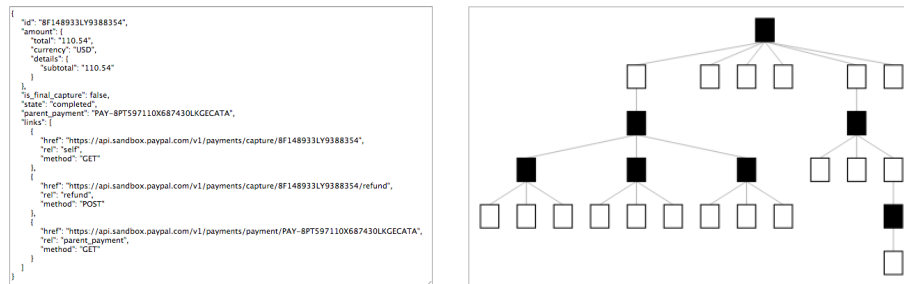 {
"id": "8F148933LY9388354",
"amount": {
"total": "110.54",
"currency": "USD",
"details": {
"subtotal": "110.54"
}
},
"is_final_capture": false,
"state": "completed",
"parent_payment": "PAY-8PT597110X687430LKGECATA",
"links": [
{
"href": "https://api.sandbox.paypal.com/v1/payments/capture/8F148933LY9388354",
"rel": "self",
"method": "GET"
},
{
"href": "https://api.sandbox.paypal.com/v1/payments/capture/8F148933LY9388354/refund",
"rel": "refund",
"method": "POST"
},
{
"href": "https://api.sandbox.paypal.com/v1/payments/payment/PAY-8PT597110X687430LKGECATA",
"rel": "parent_payment",
"method": "GET"
}
]
}